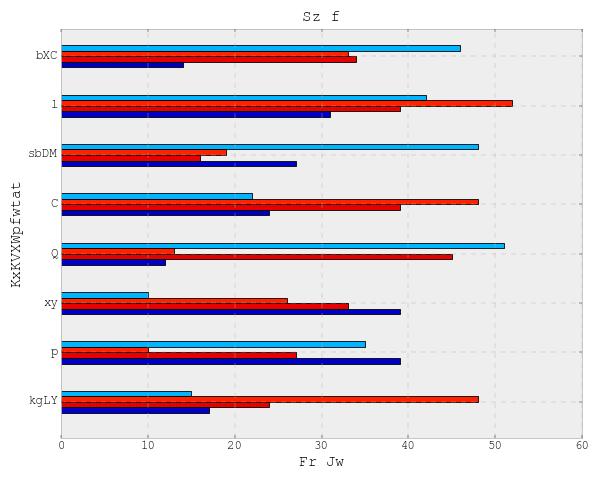 Sz f
KxKVXWpfwtat
bXC
l
sbDM
C
Q
xy
p
kgLY
0 10 20 30 40 50 60
Fr Jw